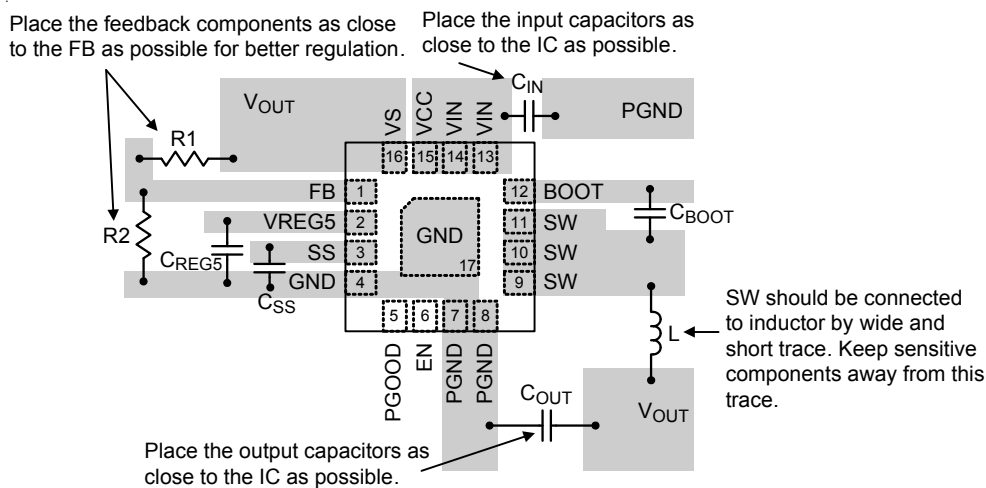 Place the feedback components as close
to the FB as possible for better regulation.
Place the input capacitors as
close to the IC as possible.
VOUT
CIN
PGND
VS
VCC
VIN
VIN
R1
16
15
14
13
FB
1
12
BOOT
VREG5
2
11
SW
CBOOT
R2
GND
SS
3
10
SW
CREG5
17
GND
4
9
SW
CSS
5
6
7
8
PGOOD
EN
PGND
PGND
L
SW should be connected
to inductor by wide and
short trace. Keep sensitive
components away from this
trace.
COUT
VOUT
Place the output capacitors as
close to the IC as possible.